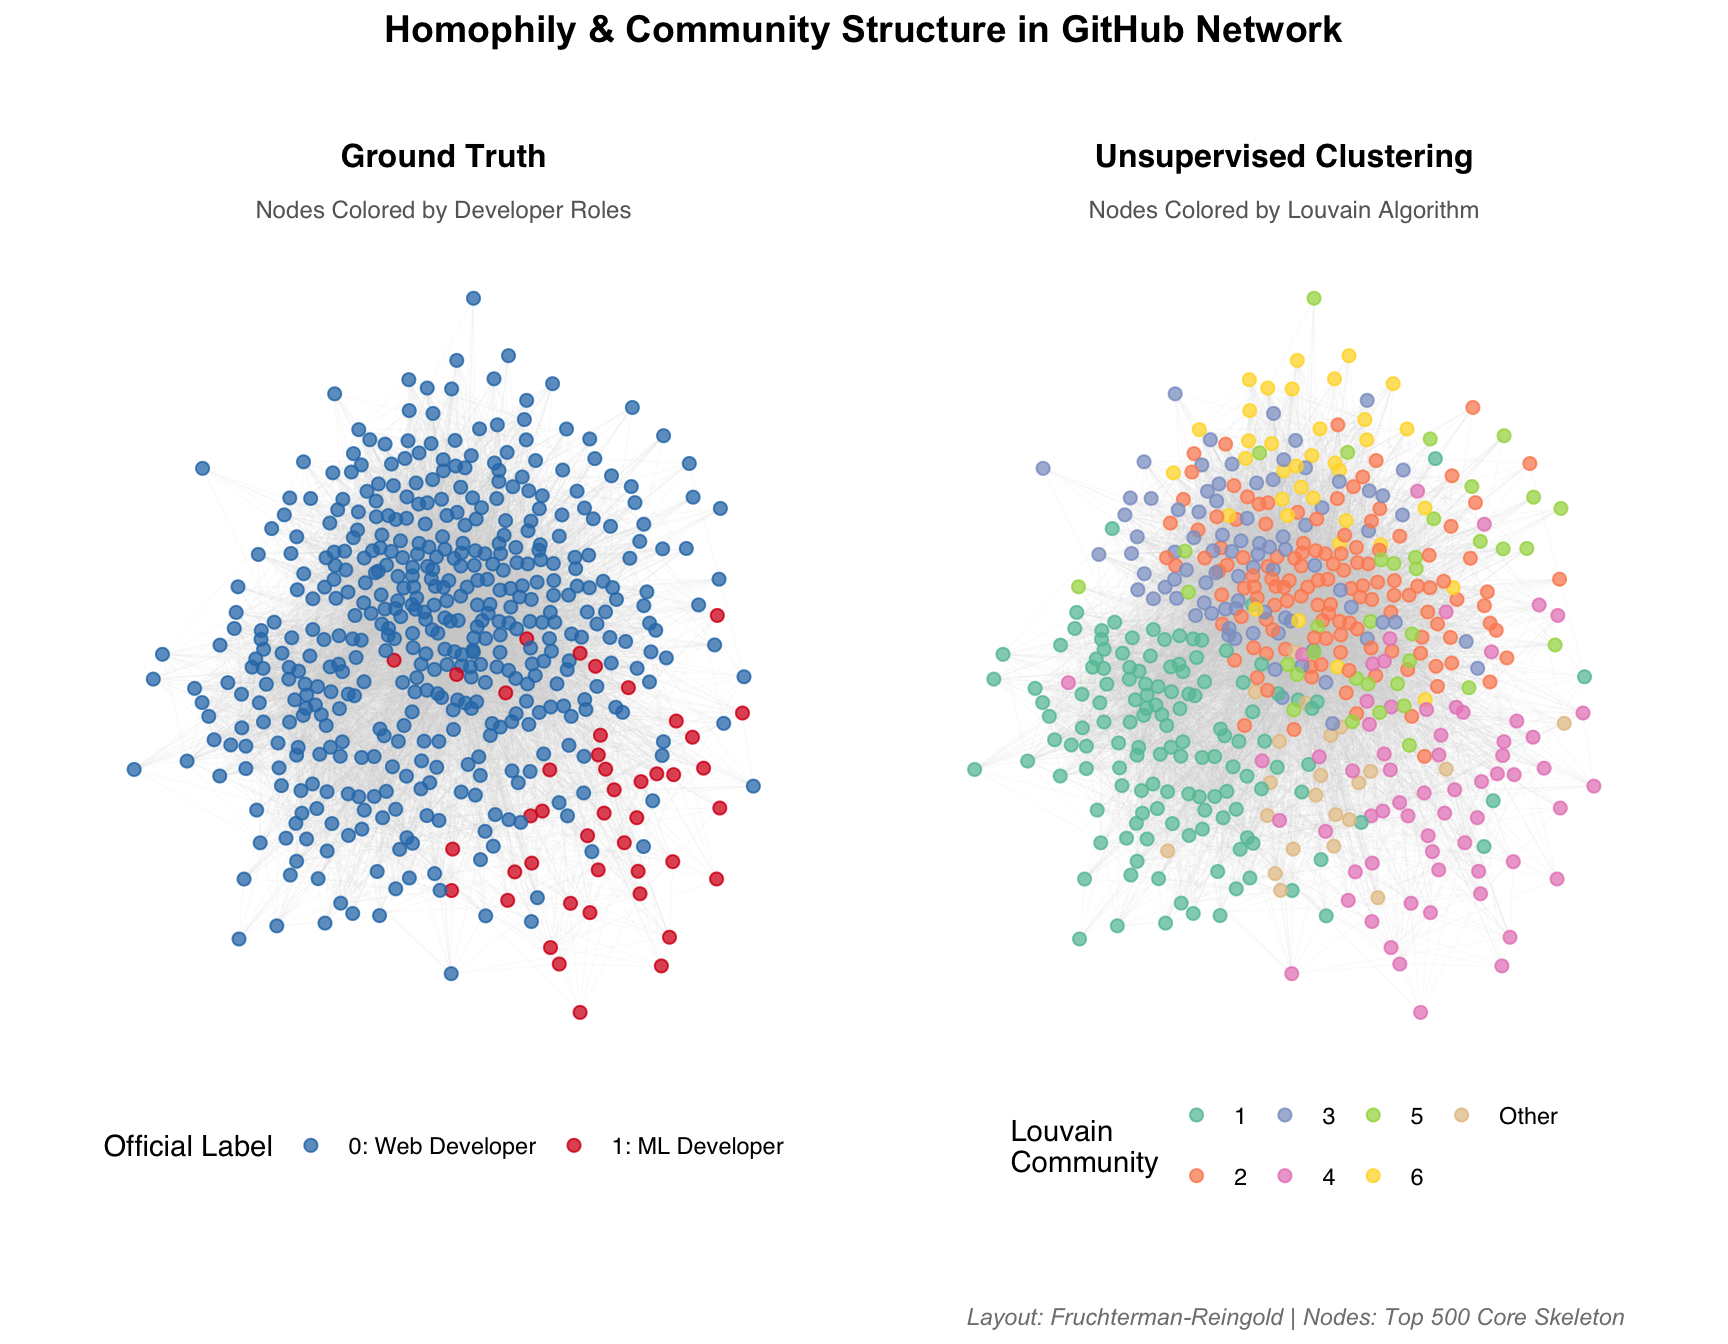 Homophily & Community Structure in GitHub Network
Ground Truth
Nodes Colored by Developer Roles
Unsupervised Clustering
Nodes Colored by Louvain Algorithm
Official Label
0: Web Developer
1: ML Developer
Louvain
Community
1
3
5
Other
2
4
6
Layout: Fruchterman-Reingold | Nodes: Top 500 Core Skeleton